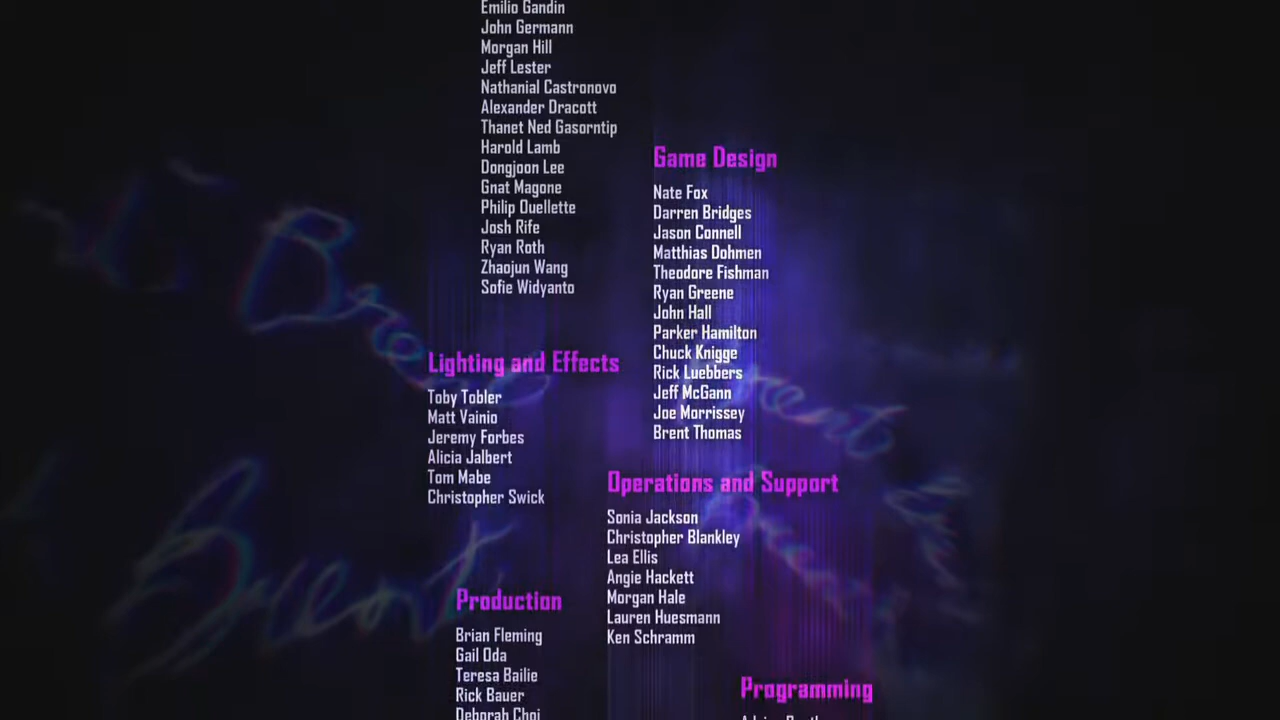 Emilio Gandin
John Germann
Morgan Hill
Jeff Lester
Nathanial Castronovo
Alexander Dracott
Thanet Ned Gasorntip
Harold Lamb
Dongjoon Lee
Gnat Magone
Philip Ouellette
Josh Rife
Ryan Roth
Zhaojun Wang
Sofie Widyanto
Game Design
Nate Fox
Darren Bridges
Jason Connell
Matthias Dohmen
Theodore Fishman
Ryan Greene
John Hall
Parker Hamilton
Chuck Knigge
Rick Luebbers
Jeff McGann
Joe Morrissey
Brent Thomas
Lighting and Effects
Toby Tobler
Matt Vainio
Jeremy Forbes
Alicia Jalbert
Tom Mabe
Christopher Swick
Operations and Support
Sonia Jackson
Christopher Blankley
Lea Ellis
Angie Hackett
Morgan Hale
Lauren Huesmann
Ken Schramm
Production
Brian Fleming
Gail Oda
Teresa Bailie
Rick Bauer
Deborah Choi
Programming